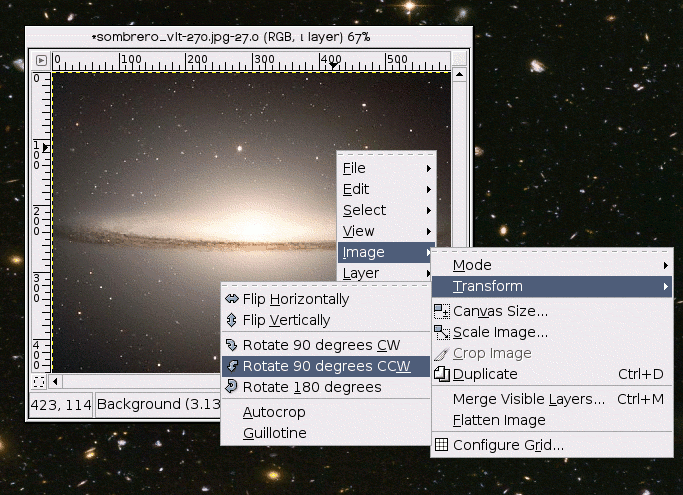 *sombrero_vlt-270.jpg-27.0 (RGB, 1 layer) 67%
0 100 200 300 400 500
0
100
200
300
400
File
Edit
Select
View
Image
Layer
Mode
Transform
Canvas Size...
Scale Image...
Crop Image
Duplicate Ctrl+D
Merge Visible Layers... Ctrl+M
Flatten Image
Configure Grid...
Flip Horizontally
Flip Vertically
Rotate 90 degrees CW
Rotate 90 degrees CCW
Rotate 180 degrees
Autocrop
Guillotine
423, 114 Background (3.13